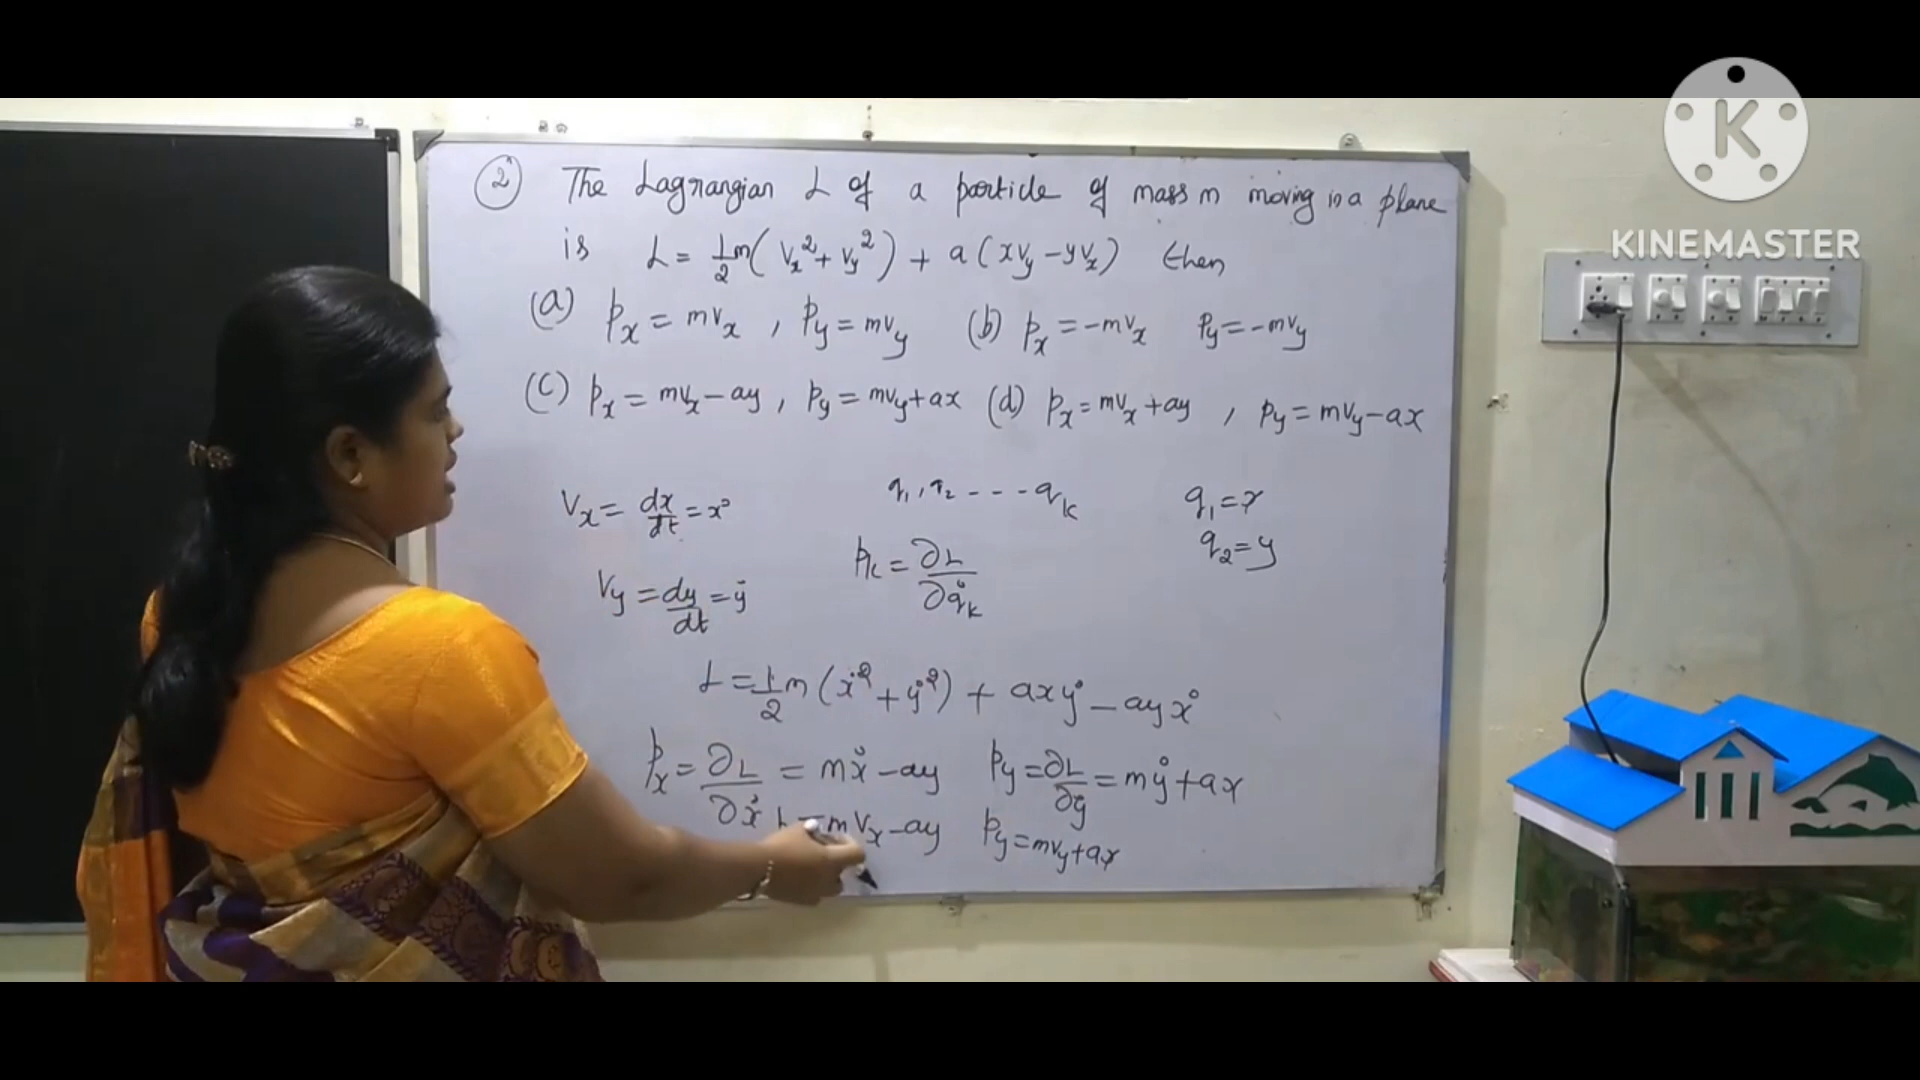 K
KINEMASTER
② The Lagrangian L of a particle of mass m moving in a plane
is L = 1/2 m( Vx² + Vy² ) + a ( xVy - yVx ) then
(a) Px = mVx , Py = mVy (b) Px = -mVx Py = -mVy
(c) Px = mVx - ay , Py = mVy + ax (d) Px = mVx + ay , Py = mVy - ax
Vx = dx/dt = ẋ q1 , q2 - - - qk q1 = x
q2 = y
Vy = dy/dt = ẏ Pk = ∂L/∂q̇k
L = 1/2 m (ẋ² + ẏ²) + axẏ - ayẋ
Px = ∂L/∂ẋ = mẋ - ay Py = ∂L/∂ẏ = mẏ + ax
= mVx - ay Py = mVy + ax